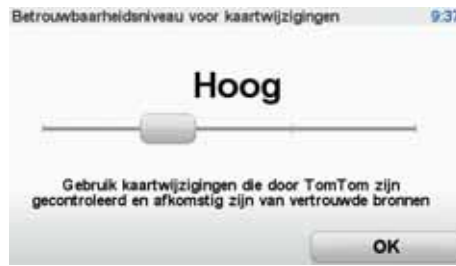 Betrouwbaarheidsniveau voor kaartwijzigingen 9:37
Hoog
Gebruik kaartwijzigingen die door TomTom zijn
gecontroleerd en afkomstig zijn van vertrouwde bronnen
OK